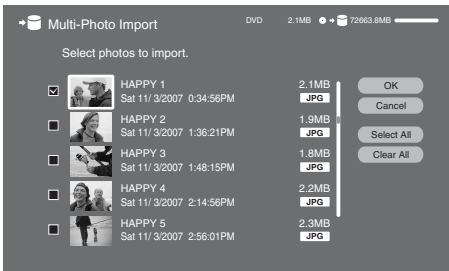 Multi-Photo Import DVD 2.1MB 72663.8MB
Select photos to import.
HAPPY 1 2.1MB OK
Sat 11/ 3/2007 0:34:56PM JPG
Cancel
HAPPY 2 1.9MB
Sat 11/ 3/2007 1:36:21PM JPG Select All
HAPPY 3 1.8MB Clear All
Sat 11/ 3/2007 1:48:15PM JPG
HAPPY 4 2.2MB
Sat 11/ 3/2007 2:14:56PM JPG
HAPPY 5 2.3MB
Sat 11/ 3/2007 2:56:01PM JPG